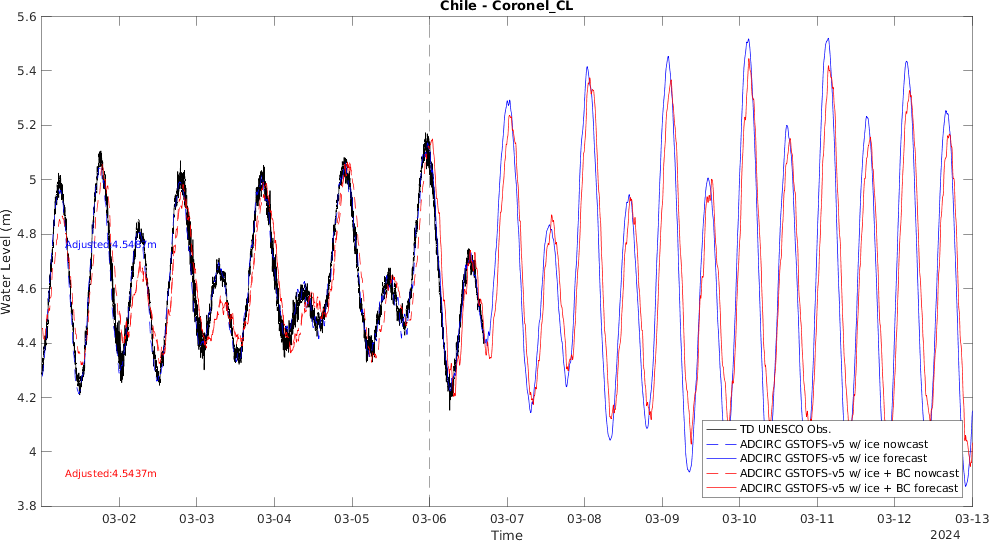 Chile - Coronel_CL
5.6
5.4
5.2
5
4.8
4.6
4.4
4.2
4
3.8
Water Level (m)
Adjusted:4.5437m
TD UNESCO Obs.
ADCIRC GSTOFS-v5 w/ ice nowcast
ADCIRC GSTOFS-v5 w/ ice forecast
ADCIRC GSTOFS-v5 w/ ice + BC nowcast
ADCIRC GSTOFS-v5 w/ ice + BC forecast
03-02
03-03
03-04
03-05
03-06
03-07
03-08
03-09
03-10
03-11
03-12
03-13
Time
2024